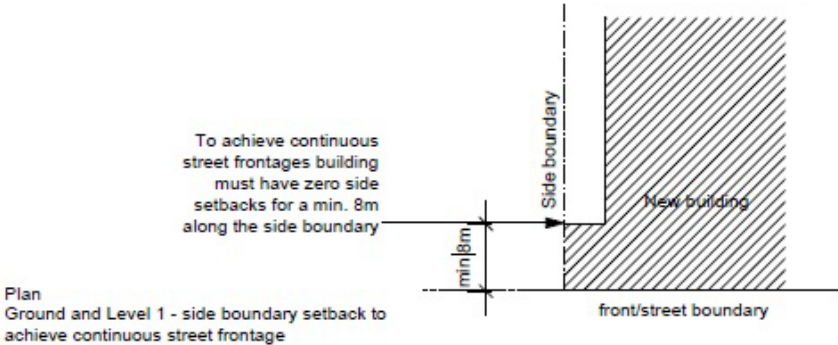 To achieve continuous
street frontages building
must have zero side
setbacks for a min. 8m
along the side boundary
Side boundary
New building
min 8m
front/street boundary
Plan
Ground and Level 1 - side boundary setback to
achieve continuous street frontage